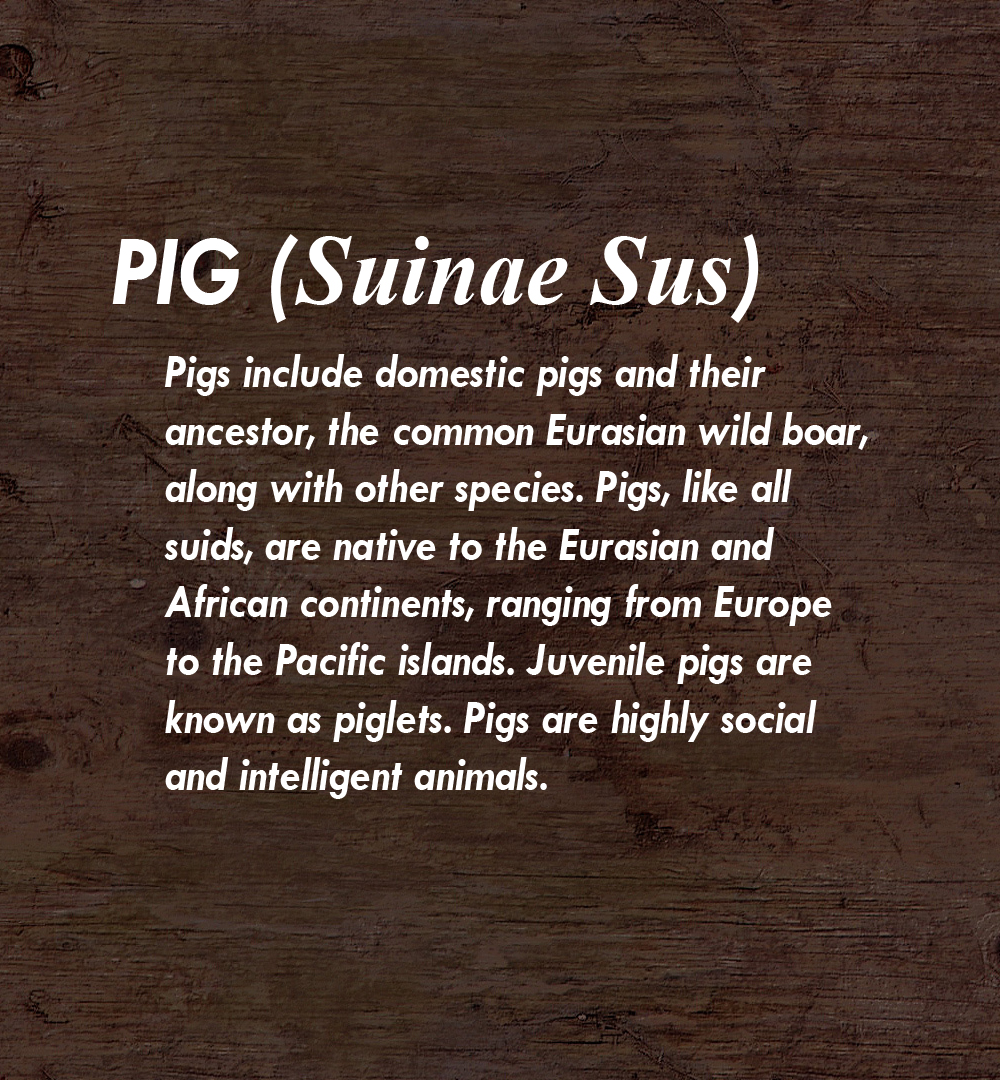 PIG (Suinae Sus)
Pigs include domestic pigs and their
ancestor, the common Eurasian wild boar,
along with other species. Pigs, like all
suids, are native to the Eurasian and
African continents, ranging from Europe
to the Pacific islands. Juvenile pigs are
known as piglets. Pigs are highly social
and intelligent animals.